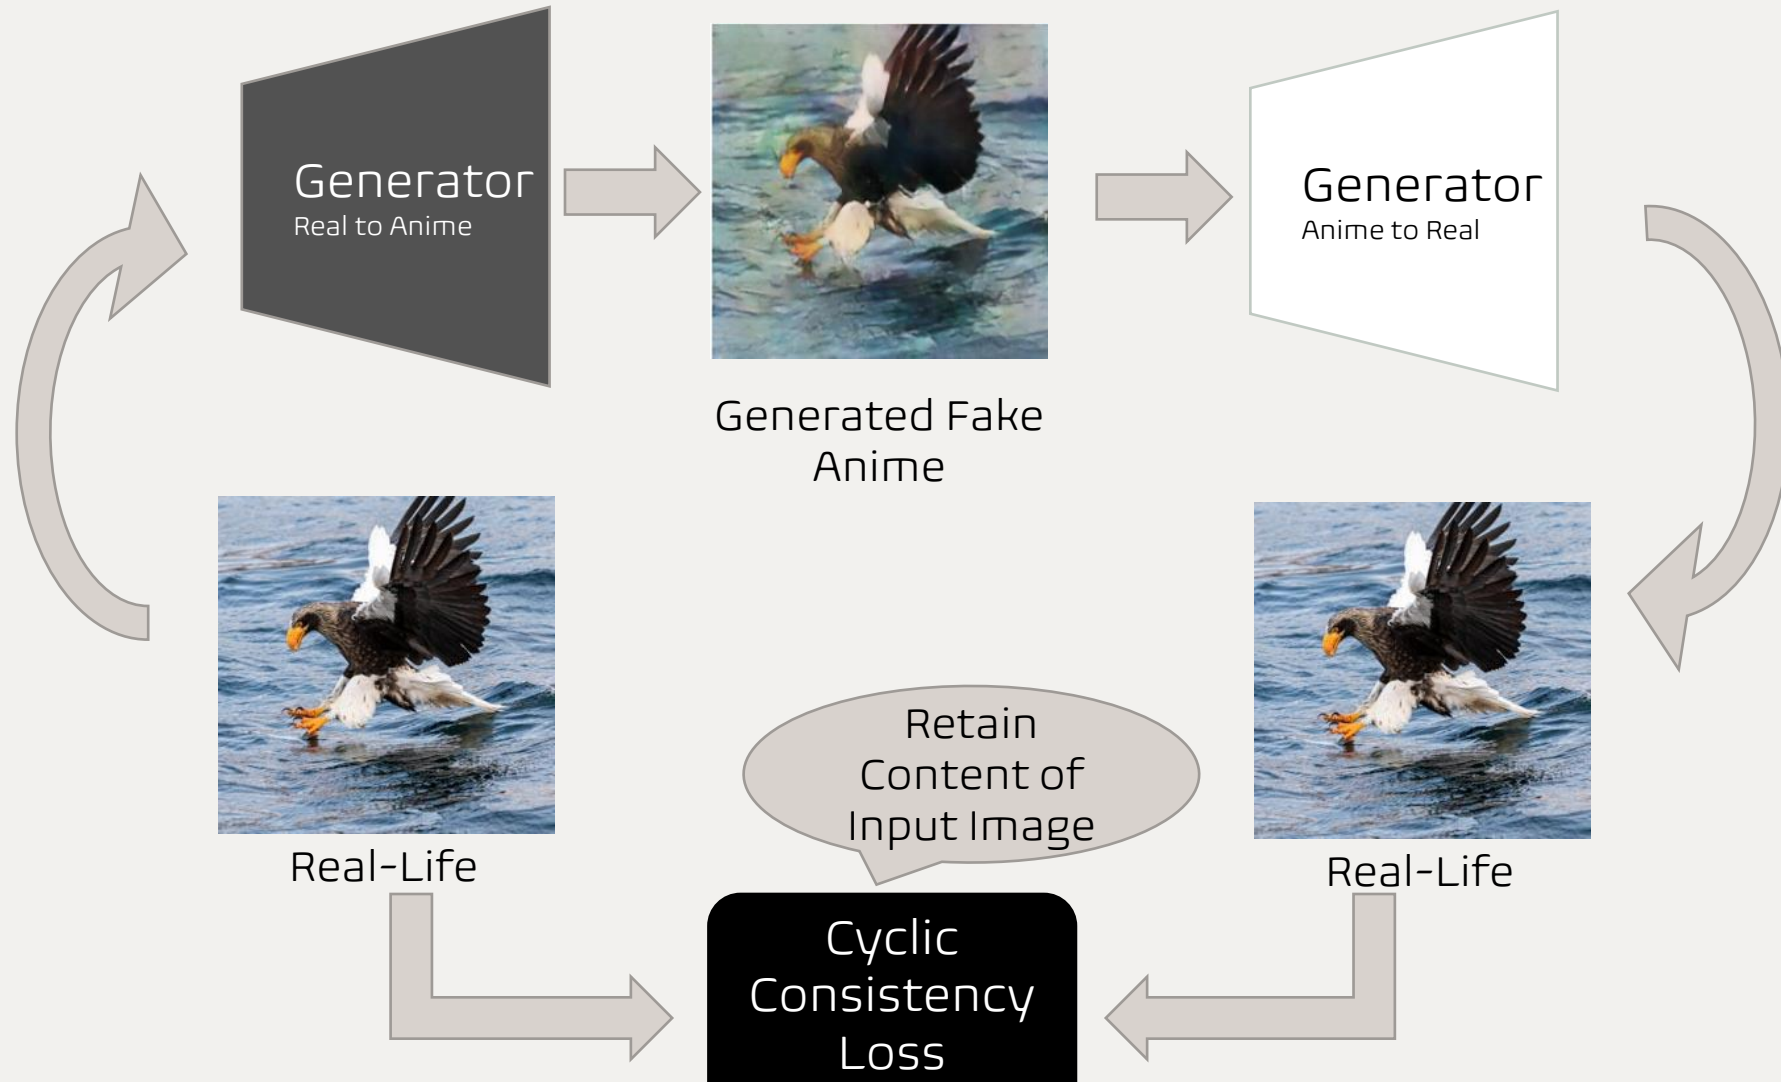 Generator
Real to Anime
Generator
Anime to Real
Generated Fake
Anime
Real-Life
Real-Life
Retain
Content of
Input Image
Cyclic
Consistency
Loss